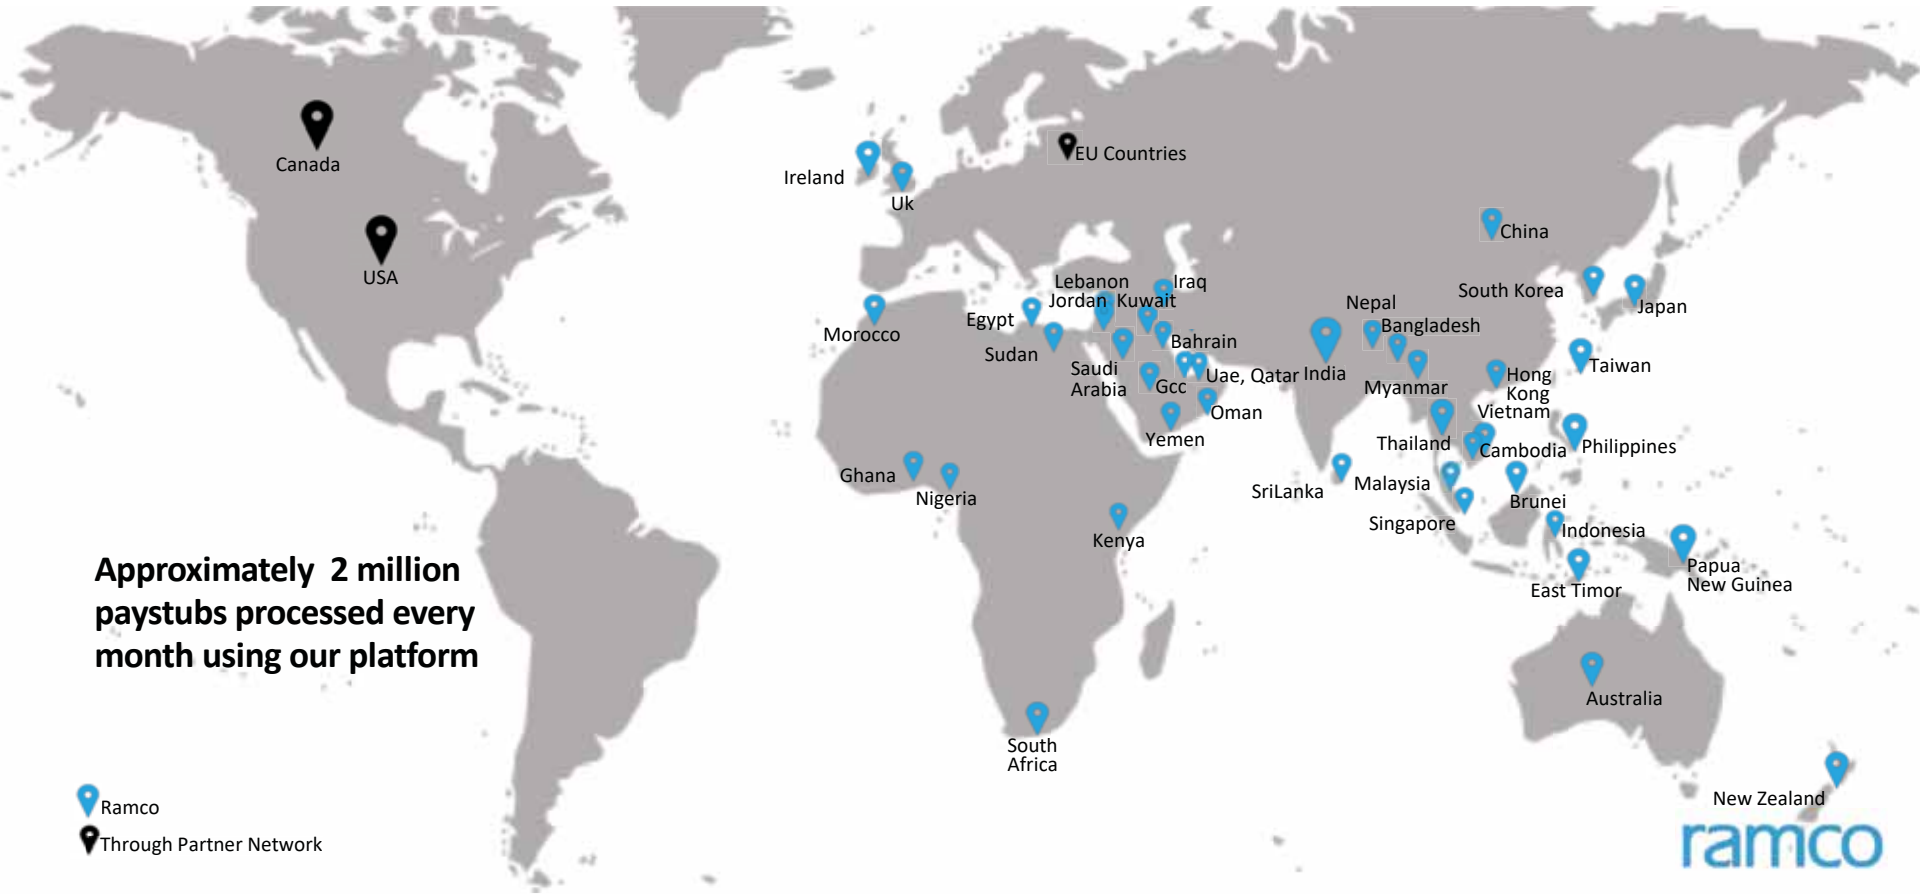 Canada
EU Countries
Ireland
Uk
China
USA
Lebanon
Iraq
South Korea
Jordan
Kuwait
Nepal
Japan
Egypt
Bangladesh
Morocco
Sudan
Bahrain
Taiwan
Saudi
Arabia
Gcc
Uae, Qatar
India
Myanmar
Hong
Kong
Oman
Vietnam
Yemen
Thailand
Cambodia
Philippines
Ghana
Nigeria
SriLanka
Malaysia
Brunei
Singapore
Indonesia
Kenya
Papua
New Guinea
East Timor
Approximately 2 million
paystubs processed every
month using our platform
Australia
South
Africa
New Zealand
Ramco
Through Partner Network
ramco